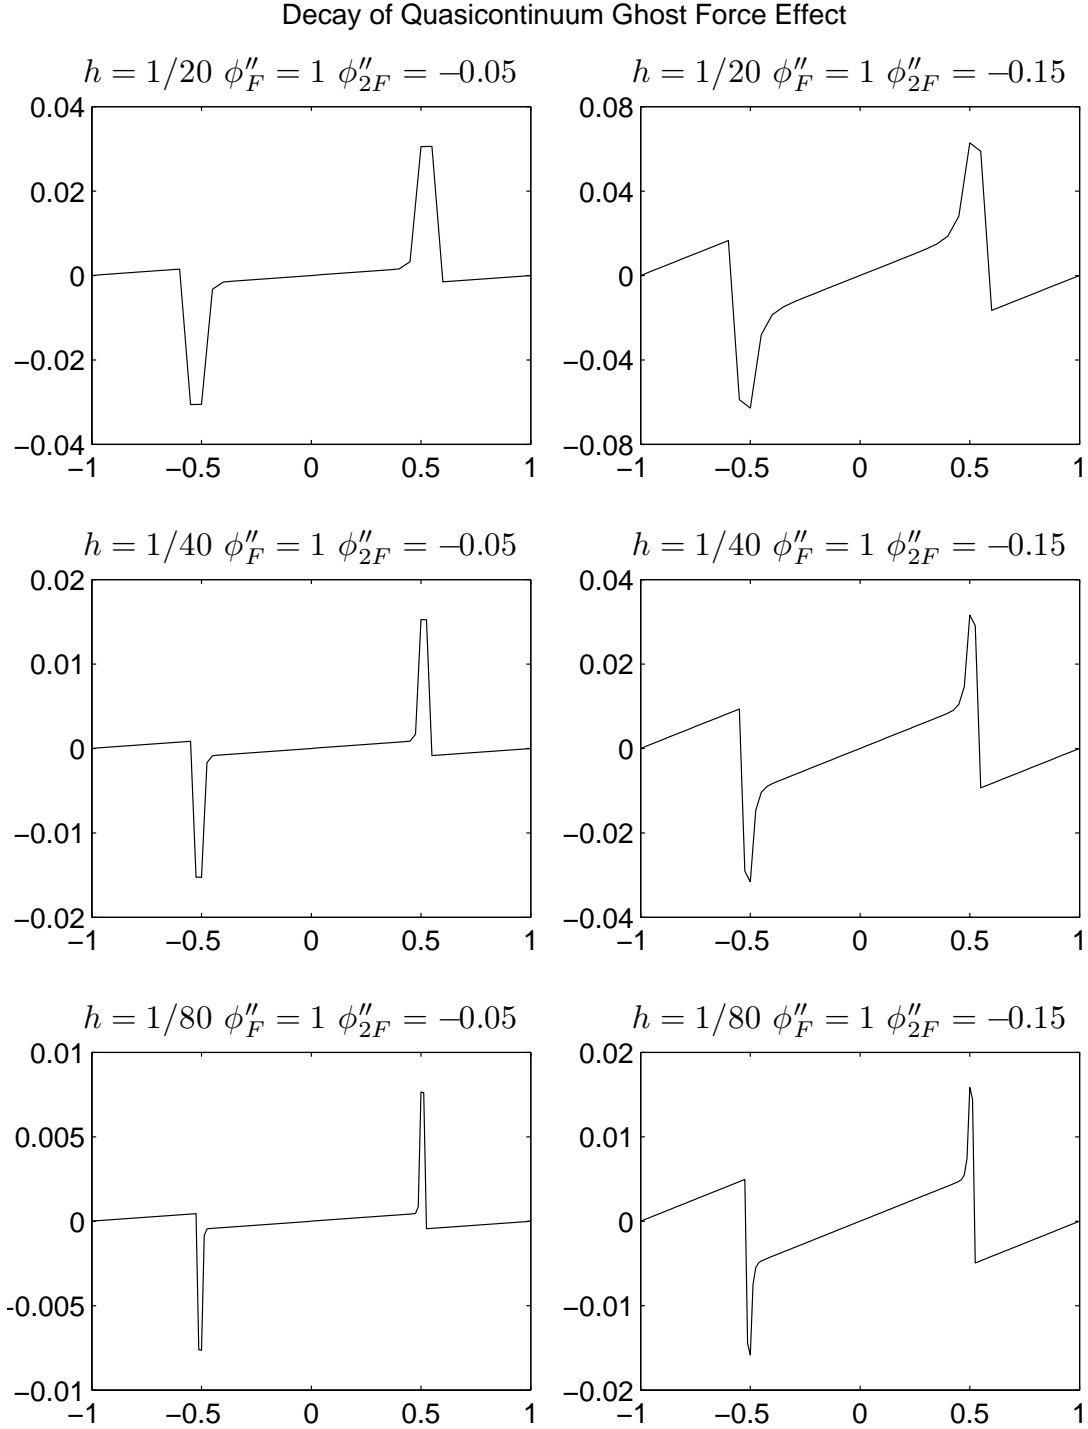 Decay of Quasicontinuum Ghost Force Effect
h = 1/20 φ″_F = 1 φ″_2F = −0.05
0.04
0.02
0
−0.02
−0.04
−1 −0.5 0 0.5 1
h = 1/20 φ″_F = 1 φ″_2F = −0.15
0.08
0.04
0
−0.04
−0.08
−1 −0.5 0 0.5 1
h = 1/40 φ″_F = 1 φ″_2F = −0.05
0.02
0.01
0
−0.01
−0.02
−1 −0.5 0 0.5 1
h = 1/40 φ″_F = 1 φ″_2F = −0.15
0.04
0.02
0
−0.02
−0.04
−1 −0.5 0 0.5 1
h = 1/80 φ″_F = 1 φ″_2F = −0.05
0.01
0.005
0
-0.005
−0.01
−1 −0.5 0 0.5 1
h = 1/80 φ″_F = 1 φ″_2F = −0.15
0.02
0.01
0
−0.01
−0.02
−1 −0.5 0 0.5 1